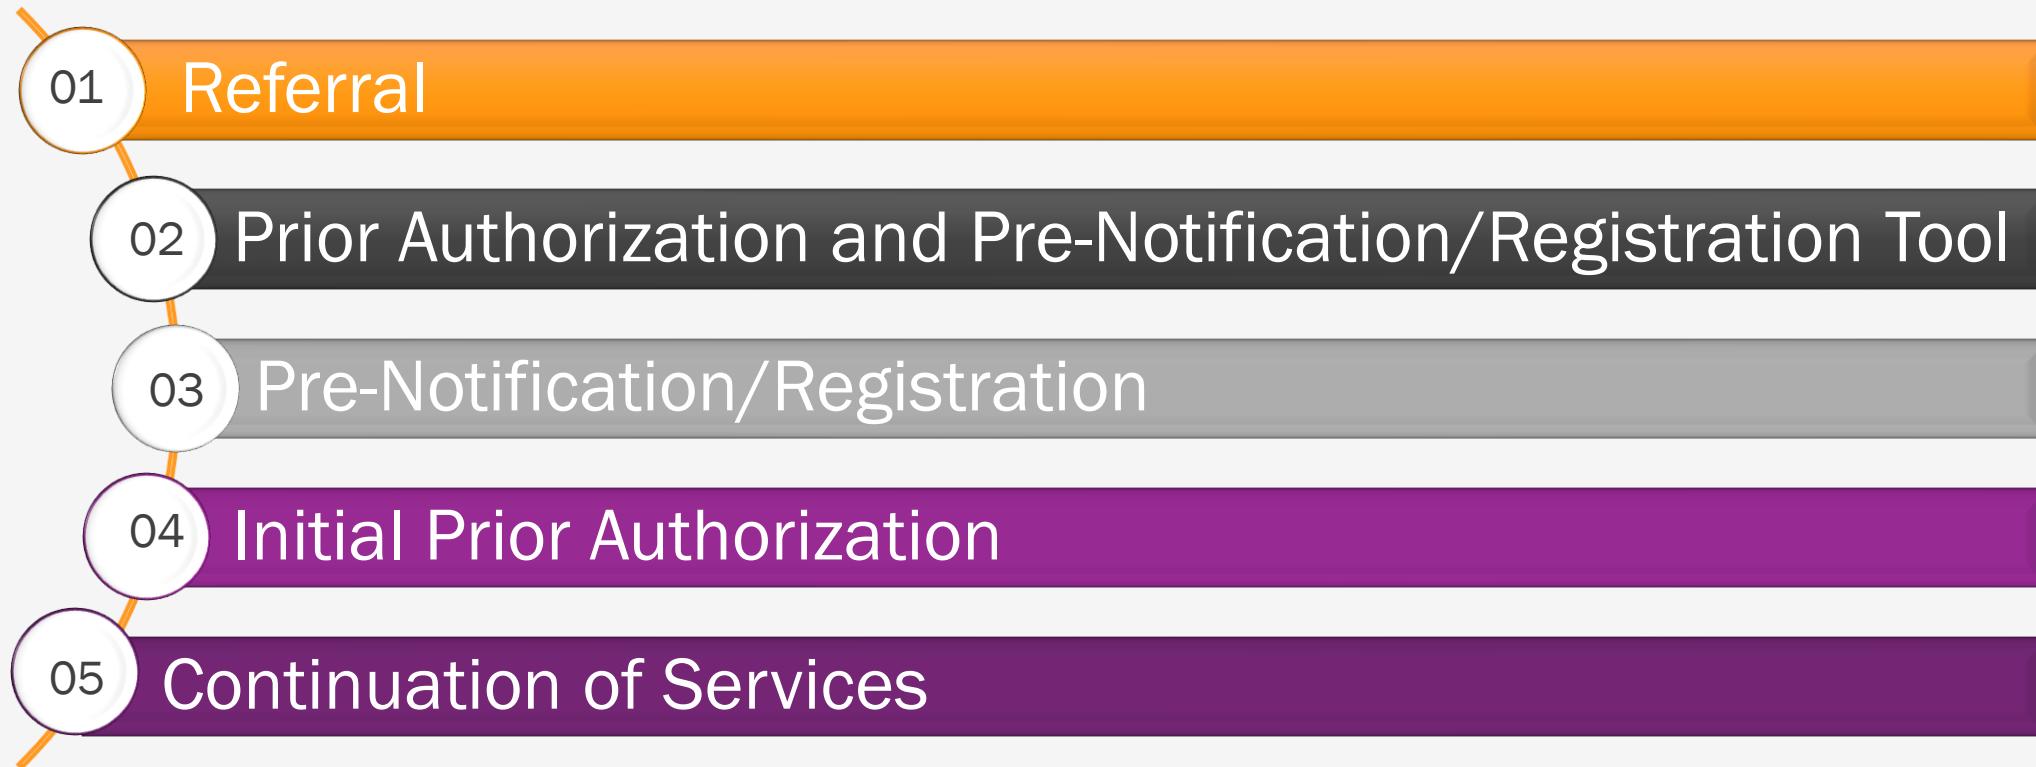 01 Referral
02 Prior Authorization and Pre-Notification/Registration Tool
03 Pre-Notification/Registration
04 Initial Prior Authorization
05 Continuation of Services